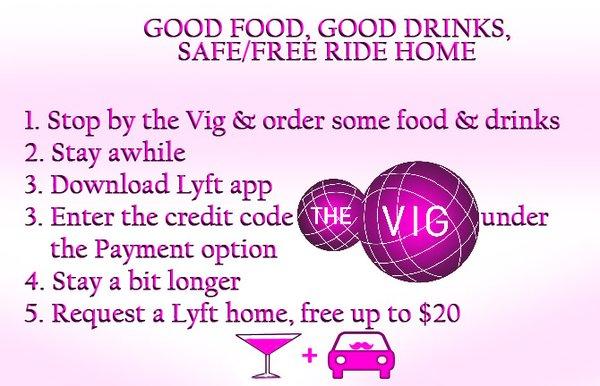 GOOD FOOD, GOOD DRINKS,
SAFE/FREE RIDE HOME
1. Stop by the Vig & order some food & drinks
2. Stay awhile
3. Download Lyft app
3. Enter the credit code THE VIG under
the Payment option
4. Stay a bit longer
5. Request a Lyft home, free up to $20
+